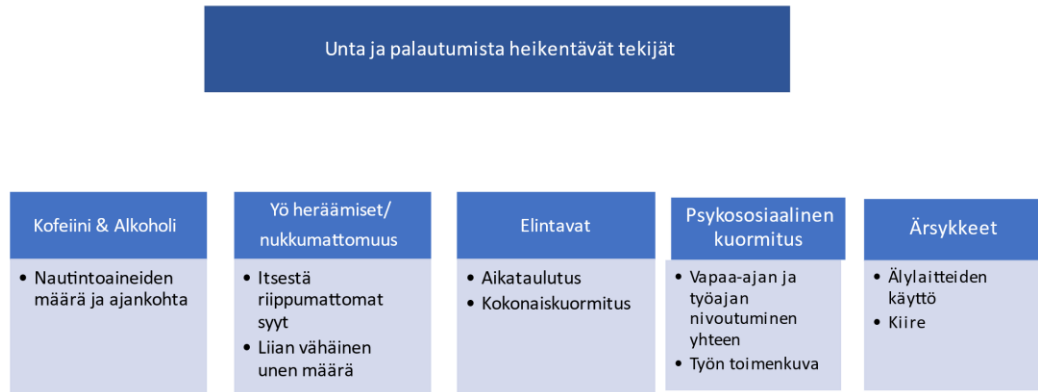 Unta ja palautumista heikentävät tekijät
Kofeiini & Alkoholi
• Nautintoaineiden
määrä ja ajankohta
Yö heräämiset/
nukkumattomuus
• Itsestä
riippumattomat
syyt
• Liian vähäinen
unen määrä
Elintavat
• Aikataulutus
• Kokonaiskuormitus
Psykososiaalinen
kuormitus
• Vapaa-ajan ja
työajan
nivoutuminen
yhteen
• Työn toimenkuva
Ärsykkeet
• Älylaitteiden
käyttö
• Kiire